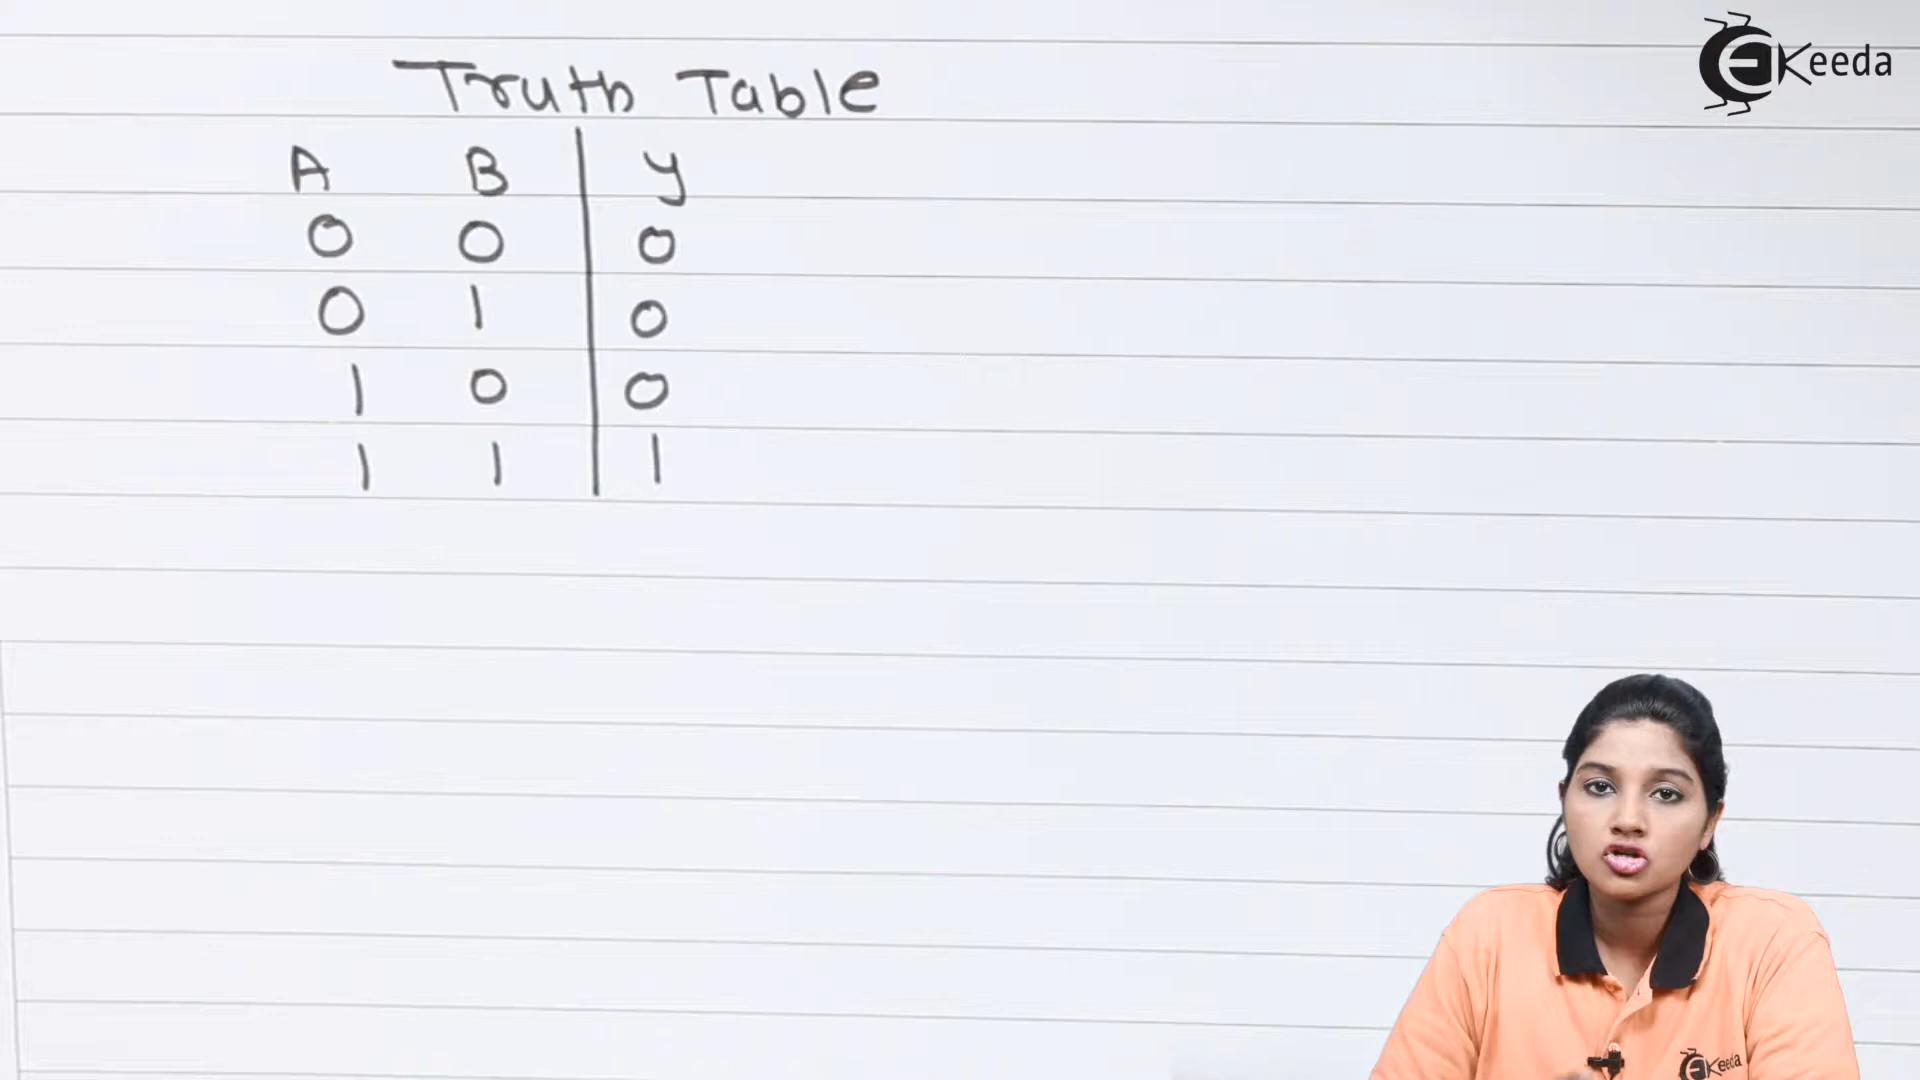 Truth Table
A B Y
0 0 0
0 1 0
1 0 0
1 1 1
EKeeda
EKeeda